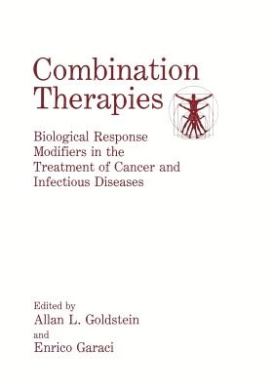 Combination
Therapies
Biological Response
Modifiers in the
Treatment of Cancer and
Infectious Diseases
Edited by
Allan L. Goldstein
and
Enrico Garaci